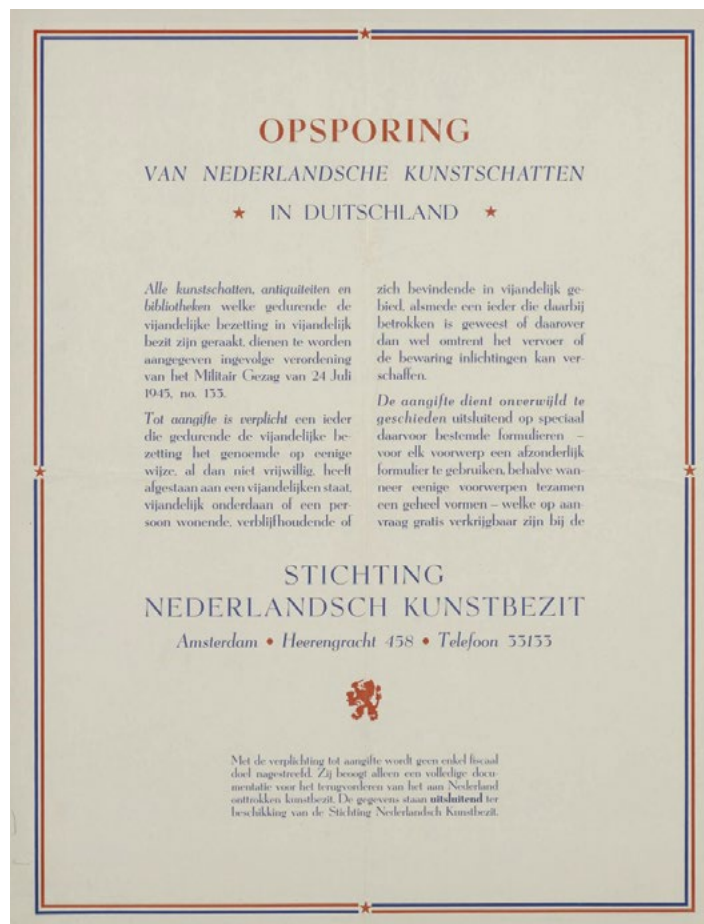 OPSPORING
VAN NEDERLANDSCHE KUNSTSCHATTEN
★ IN DUITSCHLAND ★
Alle kunstschatten, antiquiteiten en
bibliotheken welke gedurende de
vijandelijke bezetting in vijandelijk
bezit zijn geraakt, dienen te worden
aangegeven ingevolge verordening
van het Militair Gezag van 24 Juli
1945, no. 133.
Tot aangifte is verplicht een ieder
die gedurende de vijandelijke be-
zetting het genoemde op eenige
wijze, al dan niet vrijwillig, heeft
afgestaan aan een vijandelijken staat,
vijandelijk onderdaan of een per-
soon wonende, verblijfhoudende of
zich bevindende in vijandelijk ge-
bied, alsmede een ieder die daarbij
betrokken is geweest of daarover
dan wel omtrent het vervoer of
de bewaring inlichtingen kan ver-
schaffen.
De aangifte dient onverwijld te
geschieden uitsluitend op speciaal
daarvoor bestemde formulieren –
voor elk voorwerp een afzonderlijk
formulier te gebruiken, behalve wan-
neer eenige voorwerpen tezamen
een geheel vormen – welke op aan-
vraag gratis verkrijgbaar zijn bij de
STICHTING
NEDERLANDSCH KUNSTBEZIT
Amsterdam • Heerengracht 458 • Telefoon 33133
Met de verplichting tot aangifte wordt geen enkel fiscaal
doel nagestreefd. Zij beoogt alleen een volledige docu-
mentatie voor het terugvorderen van het aan Nederland
onttrokken kunstbezit. De gegevens staan uitsluitend ter
beschikking van de Stichting Nederlandsch Kunstbezit.